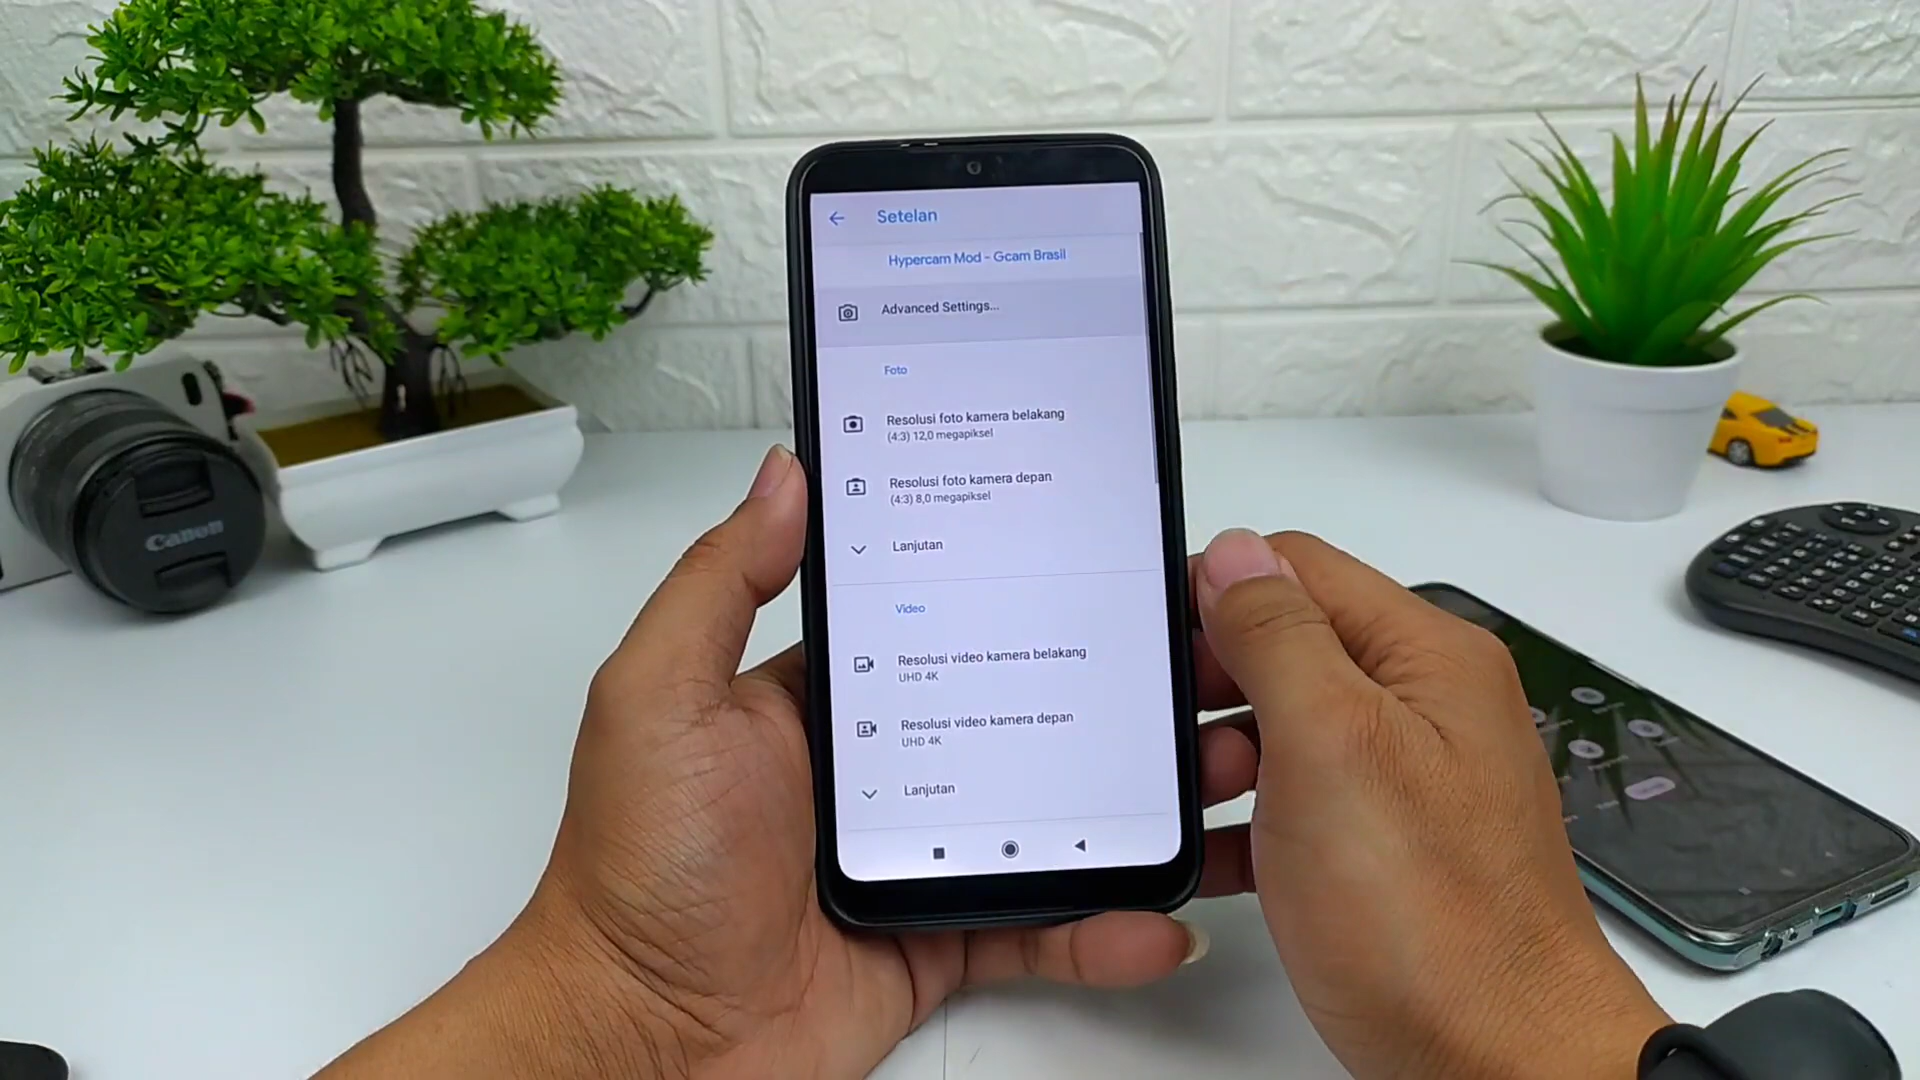 Setelan
Hypercam Mod - Gcam Brasil
Advanced Settings...
Foto
Resolusi foto kamera belakang
(4:3) 12,0 megapiksel
Resolusi foto kamera depan
(4:3) 8,0 megapiksel
Lanjutan
Video
Resolusi video kamera belakang
UHD 4K
Resolusi video kamera depan
UHD 4K
Lanjutan
Canon